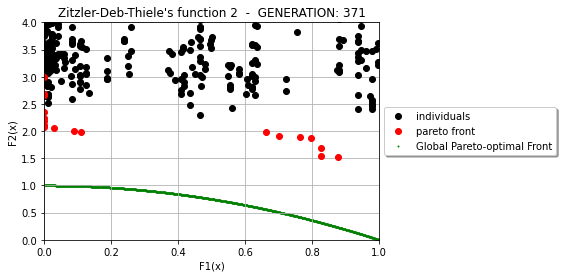 Zitzler-Deb-Thiele's function 2 - GENERATION: 371
4.0
3.5
3.0
2.5
2.0
1.5
1.0
0.5
0.0
F2(x)
0.0 0.2 0.4 0.6 0.8 1.0
F1(x)
individuals
pareto front
Global Pareto-optimal Front